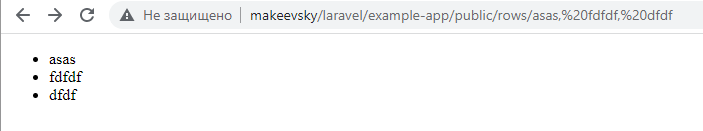 Не защищено makeevsky/laravel/example-app/public/rows/asas,%20fdfdf,%20dfdf
asas
fdfdf
dfdf